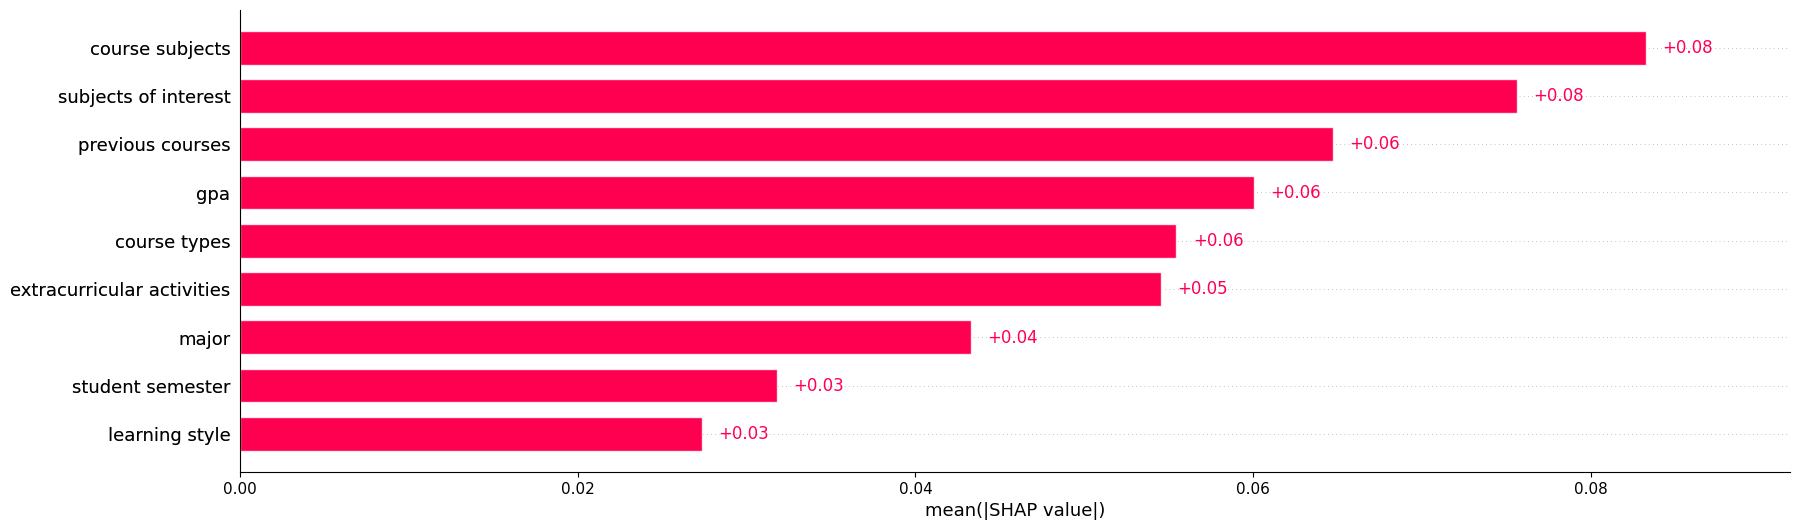 course subjects +0.08
subjects of interest +0.08
previous courses +0.06
gpa +0.06
course types +0.06
extracurricular activities +0.05
major +0.04
student semester +0.03
learning style +0.03
0.00 0.02 0.04 0.06 0.08
mean(|SHAP value|)